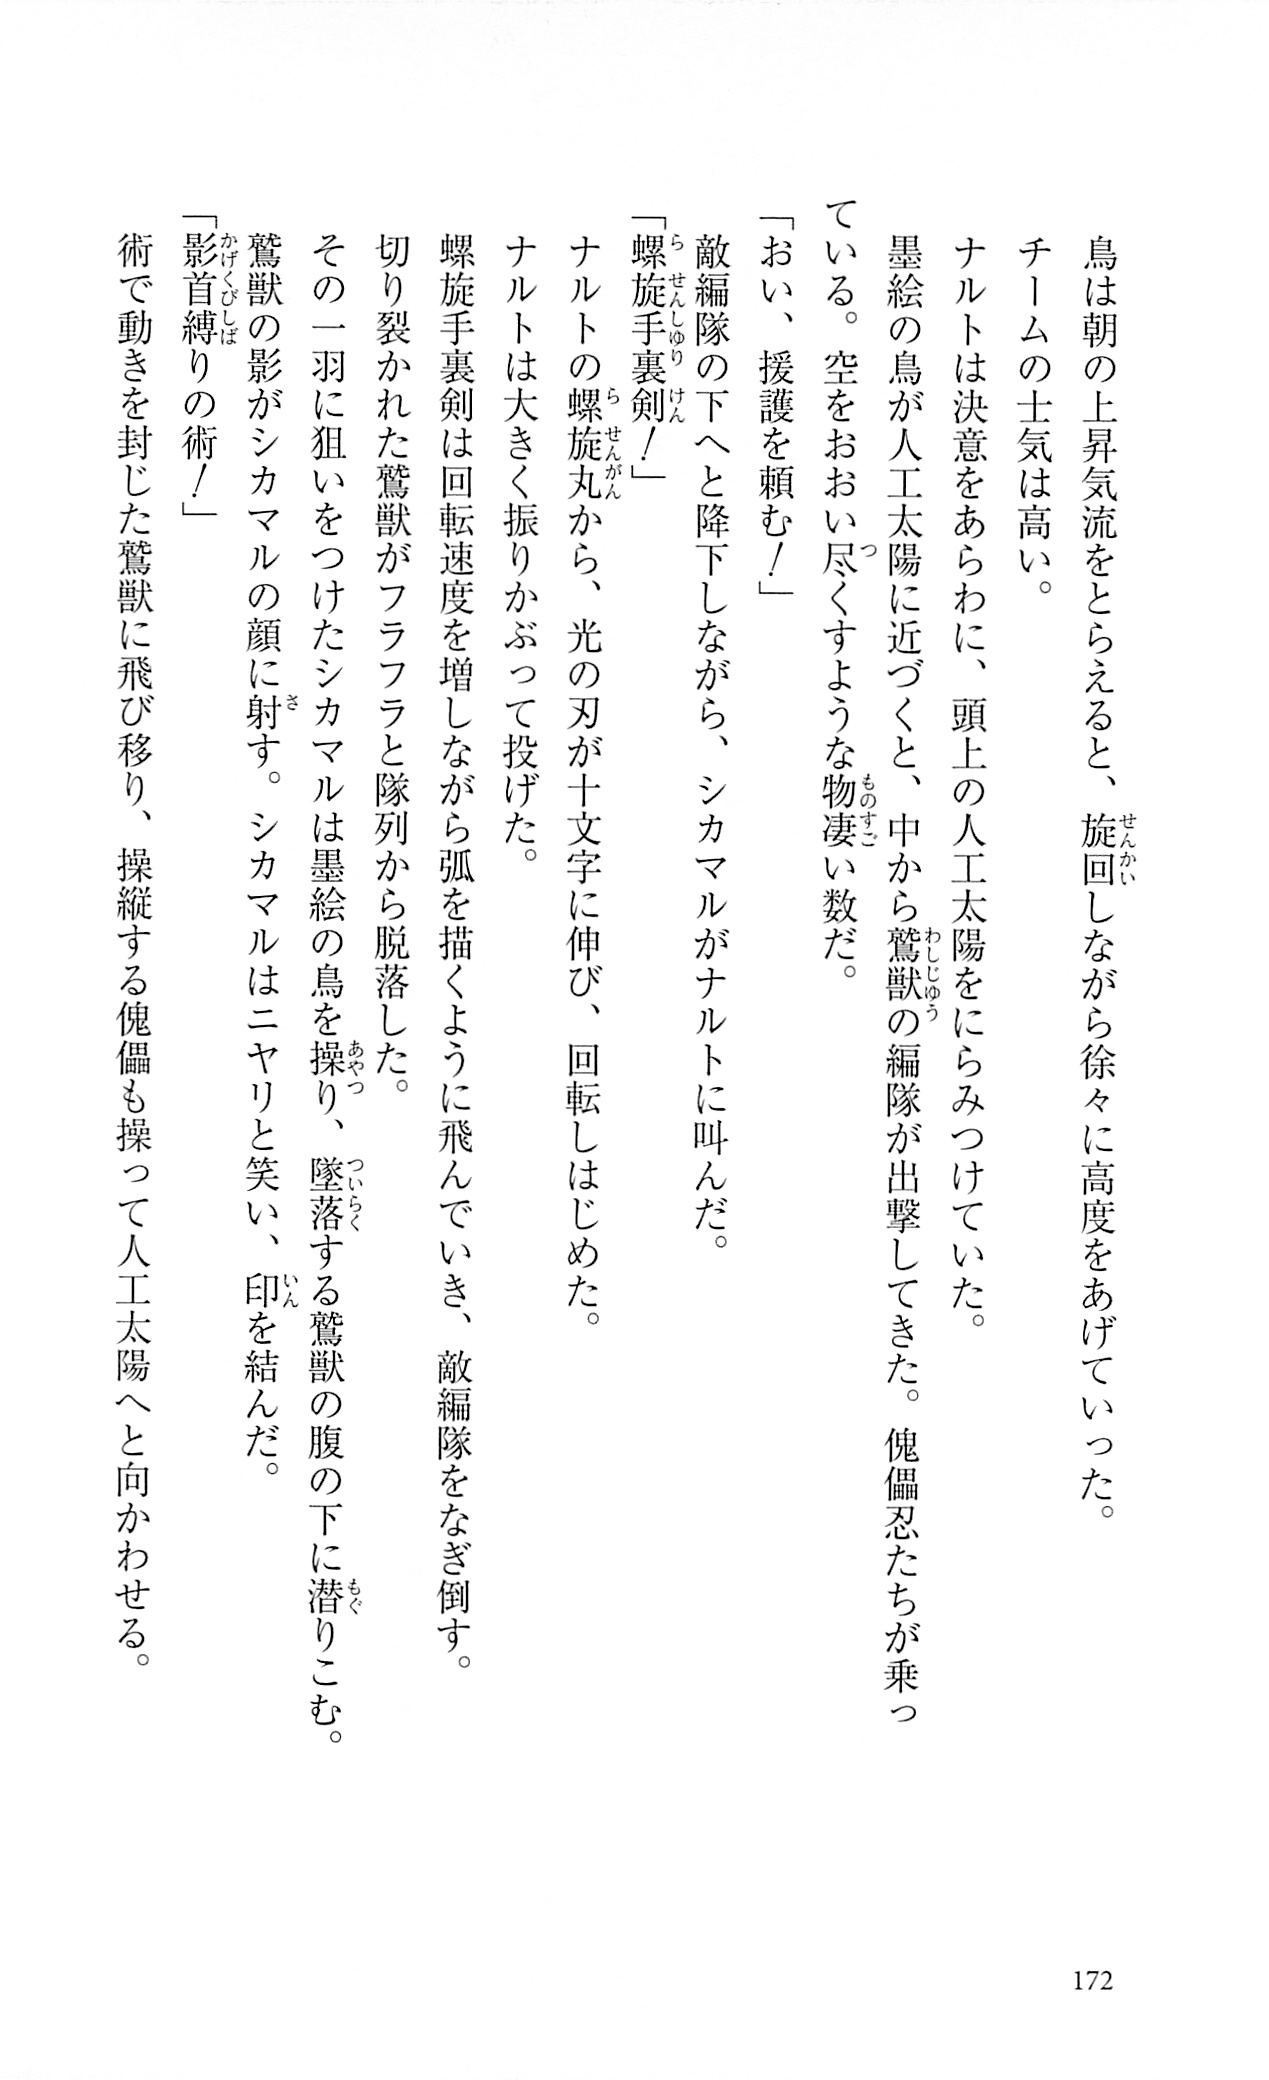 鳥は朝の上昇気流をとらえると、旋回しながら徐々に高度をあげていった。
チームの士気は高い。
ナルトは決意をあらわに、頭上の人工太陽をにらみつけていた。
墨絵の鳥が人工太陽に近づくと、中から鷲獣の編隊が出撃してきた。傀儡忍たちが乗っ
ている。空をおおい尽くすような物凄い数だ。
「おい、援護を頼む！」
敵編隊の下へと降下しながら、シカマルがナルトに叫んだ。
「螺旋手裏剣！」
ナルトの螺旋丸から、光の刃が十文字に伸び、回転しはじめた。
ナルトは大きく振りかぶって投げた。
螺旋手裏剣は回転速度を増しながら弧を描くように飛んでいき、敵編隊をなぎ倒す。
切り裂かれた鷲獣がフラフラと隊列から脱落した。
その一羽に狙いをつけたシカマルは墨絵の鳥を操り、墜落する鷲獣の腹の下に潜りこむ。
鷲獣の影がシカマルの顔に射す。シカマルはニヤリと笑い、印を結んだ。
「影首縛りの術！」
術で動きを封じた鷲獣に飛び移り、操縦する傀儡も操って人工太陽へと向かわせる。
172